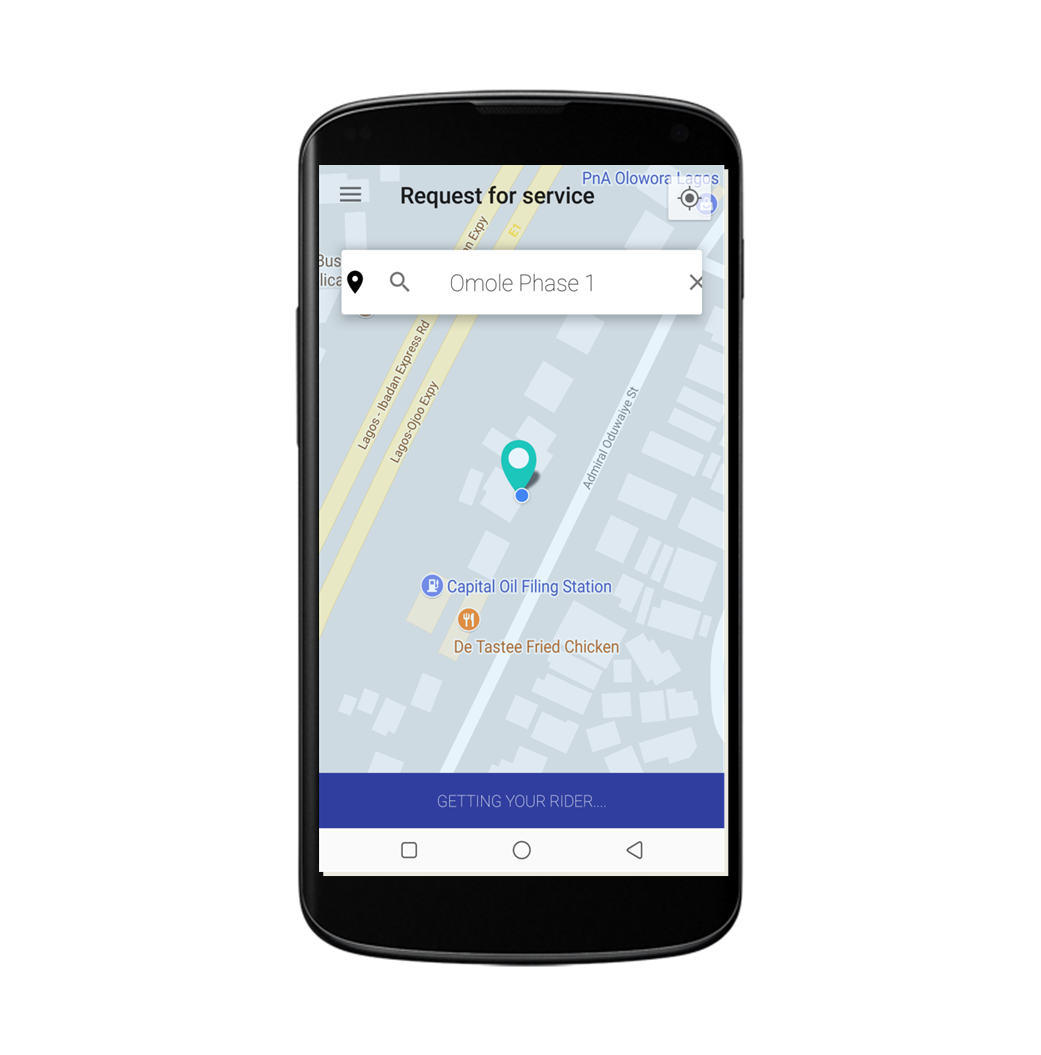 PnA Olowora Lagos
Request for service
E1
on Expy
Bus
lica
Omole Phase 1
Lagos - Ibadan Express Rd
Lagos-Ojoo Expy
Admiral Oduwaiye St
Capital Oil Filing Station
De Tastee Fried Chicken
GETTING YOUR RIDER....